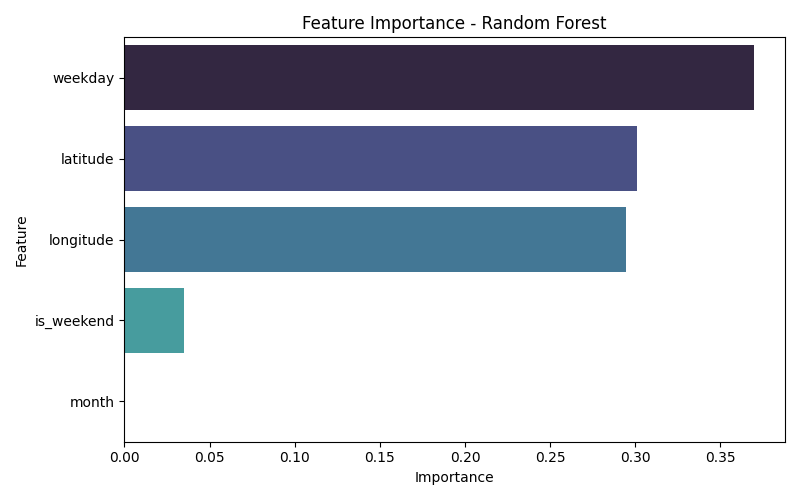 Feature Importance - Random Forest
Feature
weekday
latitude
longitude
is_weekend
month
0.00 0.05 0.10 0.15 0.20 0.25 0.30 0.35
Importance